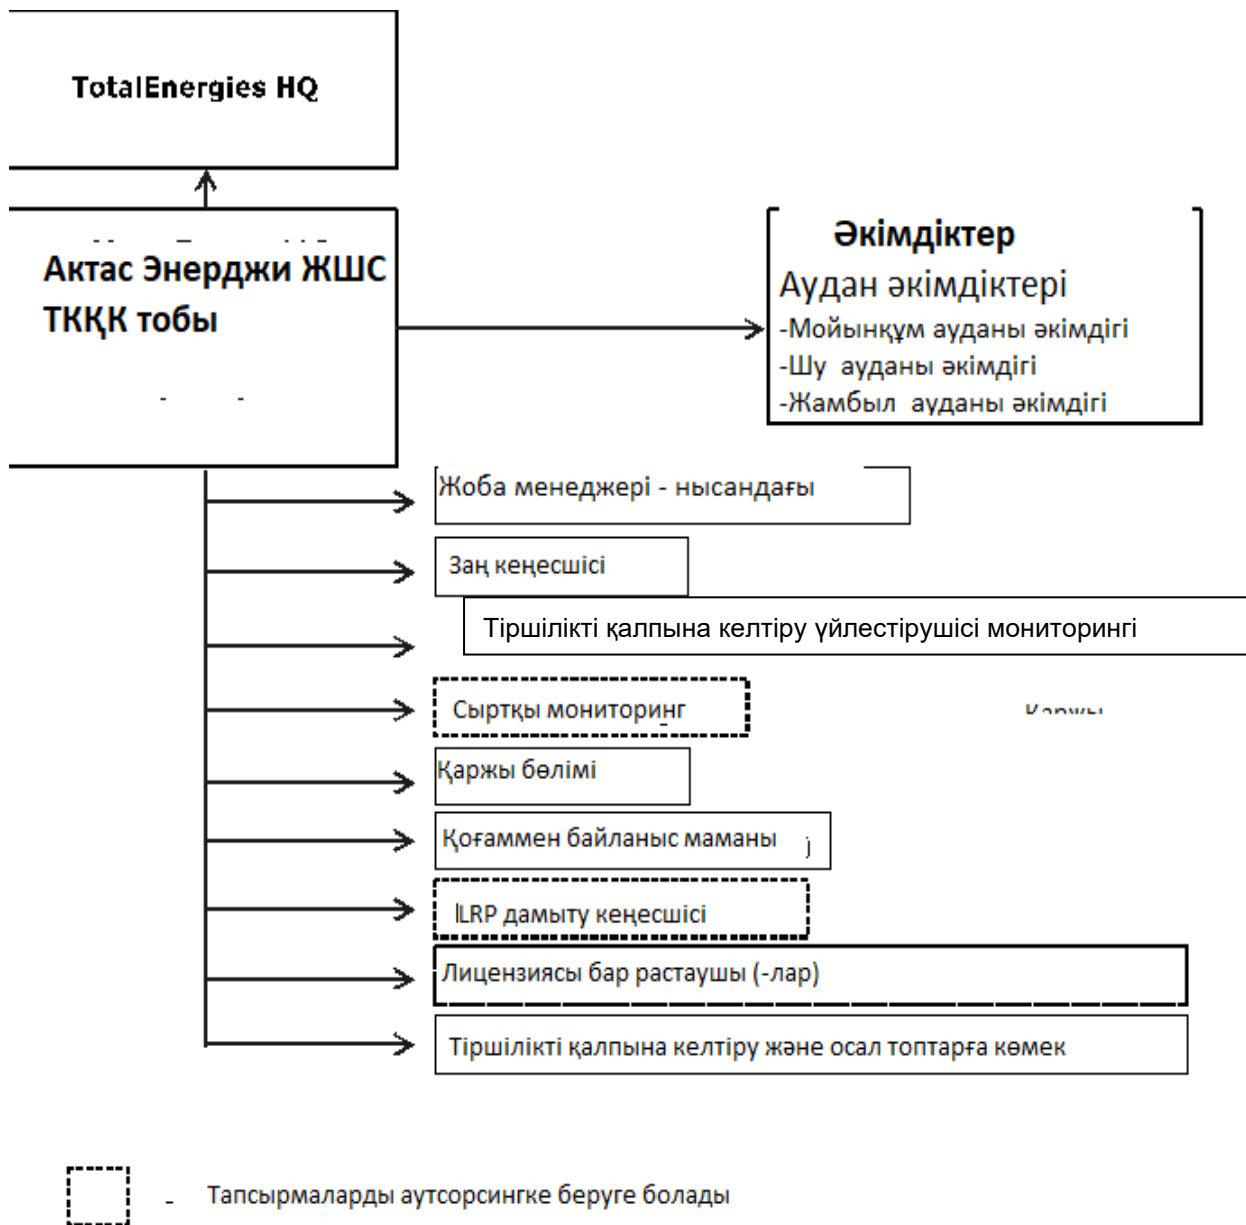 TotalEnergies HQ
Актас Энерджи ЖШС
ТКҚК тобы
Әкімдіктер
Аудан әкімдіктері
-Мойынқұм ауданы әкімдігі
-Шу ауданы әкімдігі
-Жамбыл ауданы әкімдігі
Жоба менеджері - нысандағы
Заң кеңесшісі
Тіршілікті қалпына келтіру үйлестірушісі мониторингі
Сыртқы мониторинг
Қаржы бөлімі
Қоғаммен байланыс маманы
LRP дамыту кеңесшісі
Лицензиясы бар растаушы (-лар)
Тіршілікті қалпына келтіру және осал топтарға көмек
- Тапсырмаларды аутсорсингке беруге болады